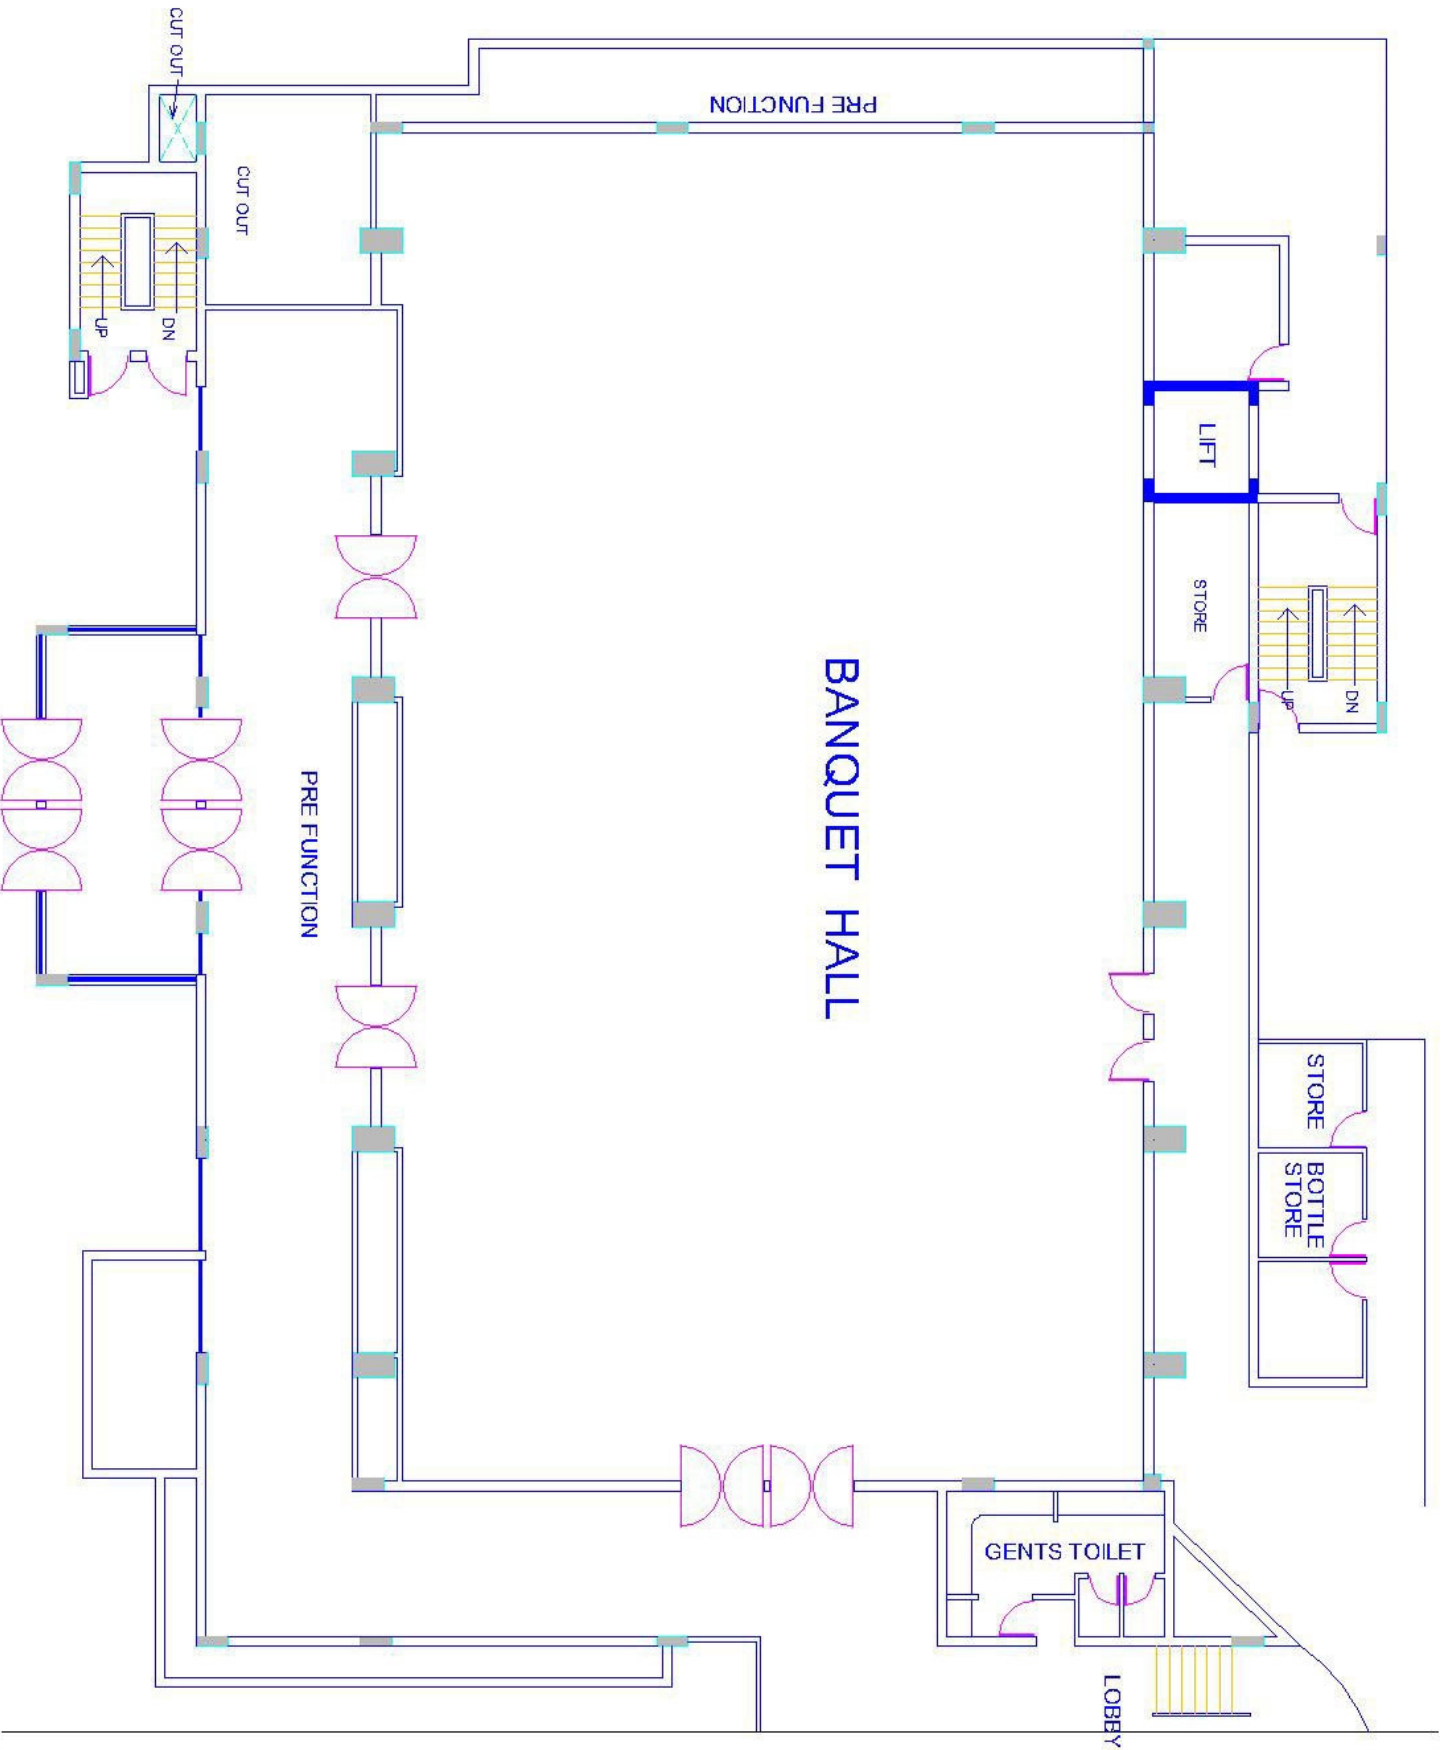 CUT OUT
PRE FUNCTION
CUT OUT
UP
DN
LIFT
STORE
UP
DN
BANQUET HALL
PRE FUNCTION
STORE
BOTTLE
STORE
GENTS TOILET
LOBBY